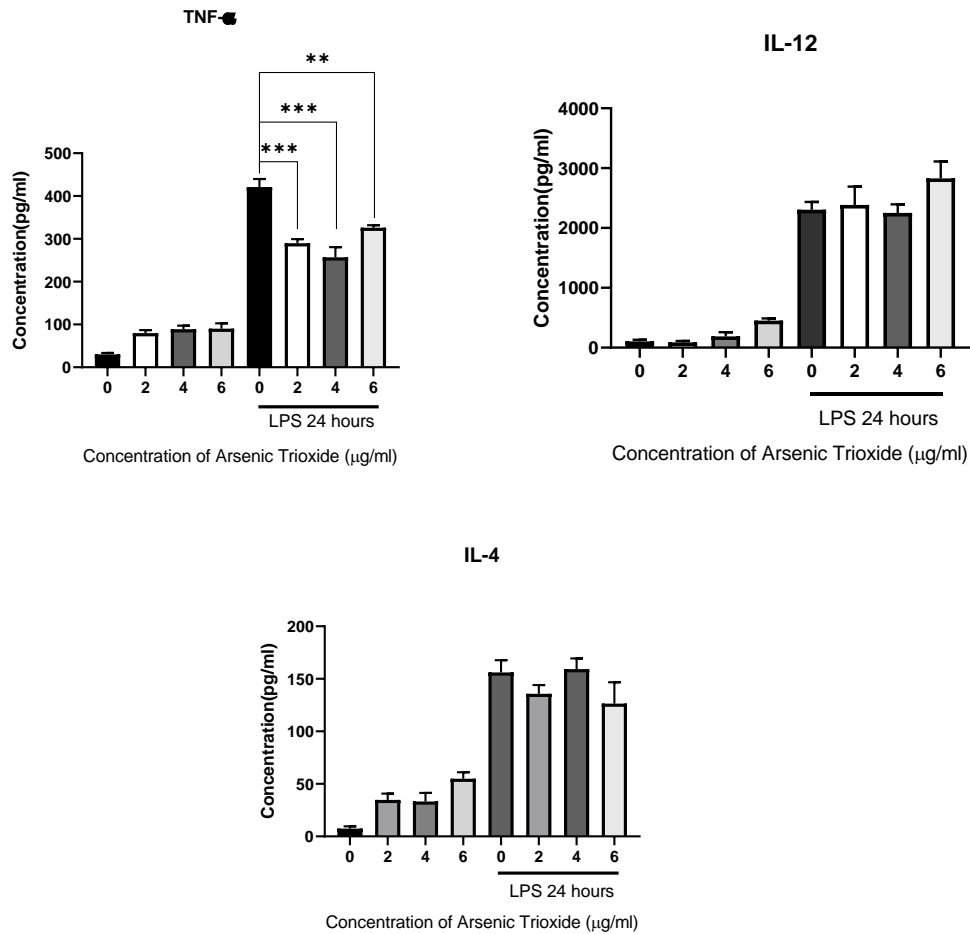 TNF-α
**
***
***
500
400
300
200
100
0
Concentration(pg/ml)
0 2 4 6 0 2 4 6
LPS 24 hours
Concentration of Arsenic Trioxide (μg/ml)
IL-12
4000
3000
2000
1000
0
Concentration(pg/ml)
0 2 4 6 0 2 4 6
LPS 24 hours
Concentration of Arsenic Trioxide (μg/ml)
IL-4
200
150
100
50
0
Concentration(pg/ml)
0 2 4 6 0 2 4 6
LPS 24 hours
Concentration of Arsenic Trioxide (μg/ml)